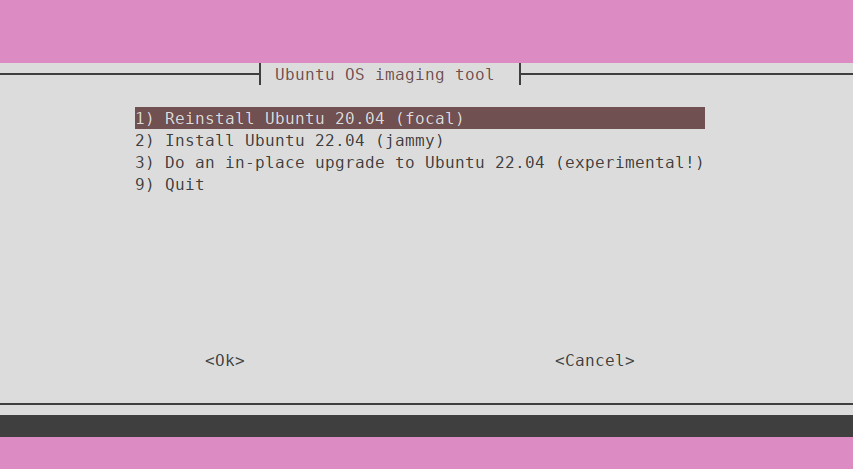 Ubuntu OS imaging tool
1) Reinstall Ubuntu 20.04 (focal)
2) Install Ubuntu 22.04 (jammy)
3) Do an in-place upgrade to Ubuntu 22.04 (experimental!)
9) Quit
<Ok> <Cancel>